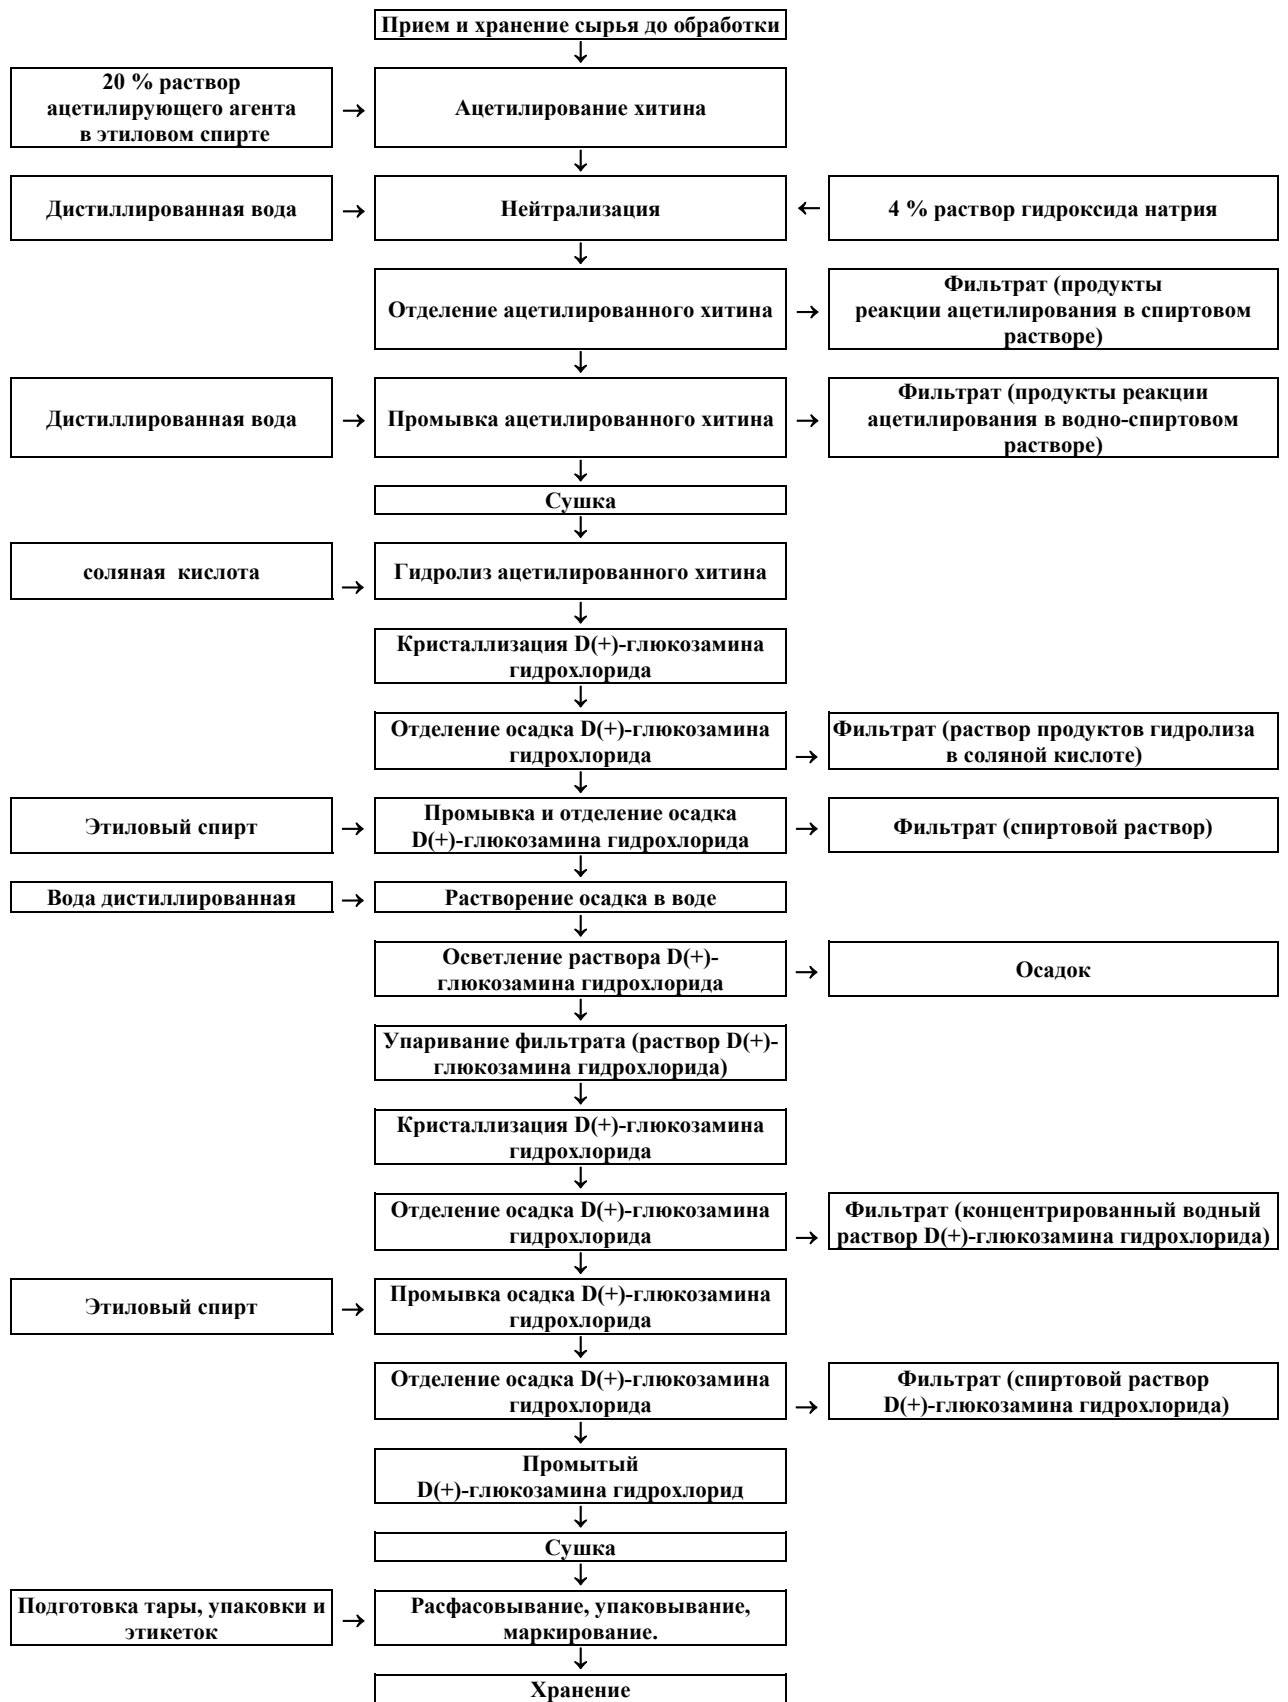 Прием и хранение сырья до обработки
↓
20 % раствор
ацетилирующего агента
в этиловом спирте
→
Ацетилирование хитина
↓
Дистиллированная вода
→
Нейтрализация
←
4 % раствор гидроксида натрия
↓
Отделение ацетилированного хитина
→
Фильтрат (продукты
реакции ацетилирования в спиртовом
растворе)
↓
Дистиллированная вода
→
Промывка ацетилированного хитина
→
Фильтрат (продукты реакции
ацетилирования в водно-спиртовом
растворе)
↓
Сушка
↓
соляная кислота
→
Гидролиз ацетилированного хитина
↓
Кристаллизация D(+)-глюкозамина
гидрохлорида
↓
Отделение осадка D(+)-глюкозамина
гидрохлорида
→
Фильтрат (раствор продуктов гидролиза
в соляной кислоте)
↓
Этиловый спирт
→
Промывка и отделение осадка
D(+)-глюкозамина гидрохлорида
→
Фильтрат (спиртовой раствор)
↓
Вода дистиллированная
→
Растворение осадка в воде
↓
Осветление раствора D(+)-
глюкозамина гидрохлорида
→
Осадок
↓
Упаривание фильтрата (раствор D(+)-
глюкозамина гидрохлорида)
↓
Кристаллизация D(+)-глюкозамина
гидрохлорида
↓
Отделение осадка D(+)-глюкозамина
гидрохлорида
→
Фильтрат (концентрированный водный
раствор D(+)-глюкозамина гидрохлорида)
↓
Этиловый спирт
→
Промывка осадка D(+)-глюкозамина
гидрохлорида
↓
Отделение осадка D(+)-глюкозамина
гидрохлорида
→
Фильтрат (спиртовой раствор
D(+)-глюкозамина гидрохлорида)
↓
Промытый
D(+)-глюкозамина гидрохлорид
↓
Сушка
↓
Подготовка тары, упаковки и
этикеток
→
Расфасовывание, упаковывание,
маркирование.
↓
Хранение